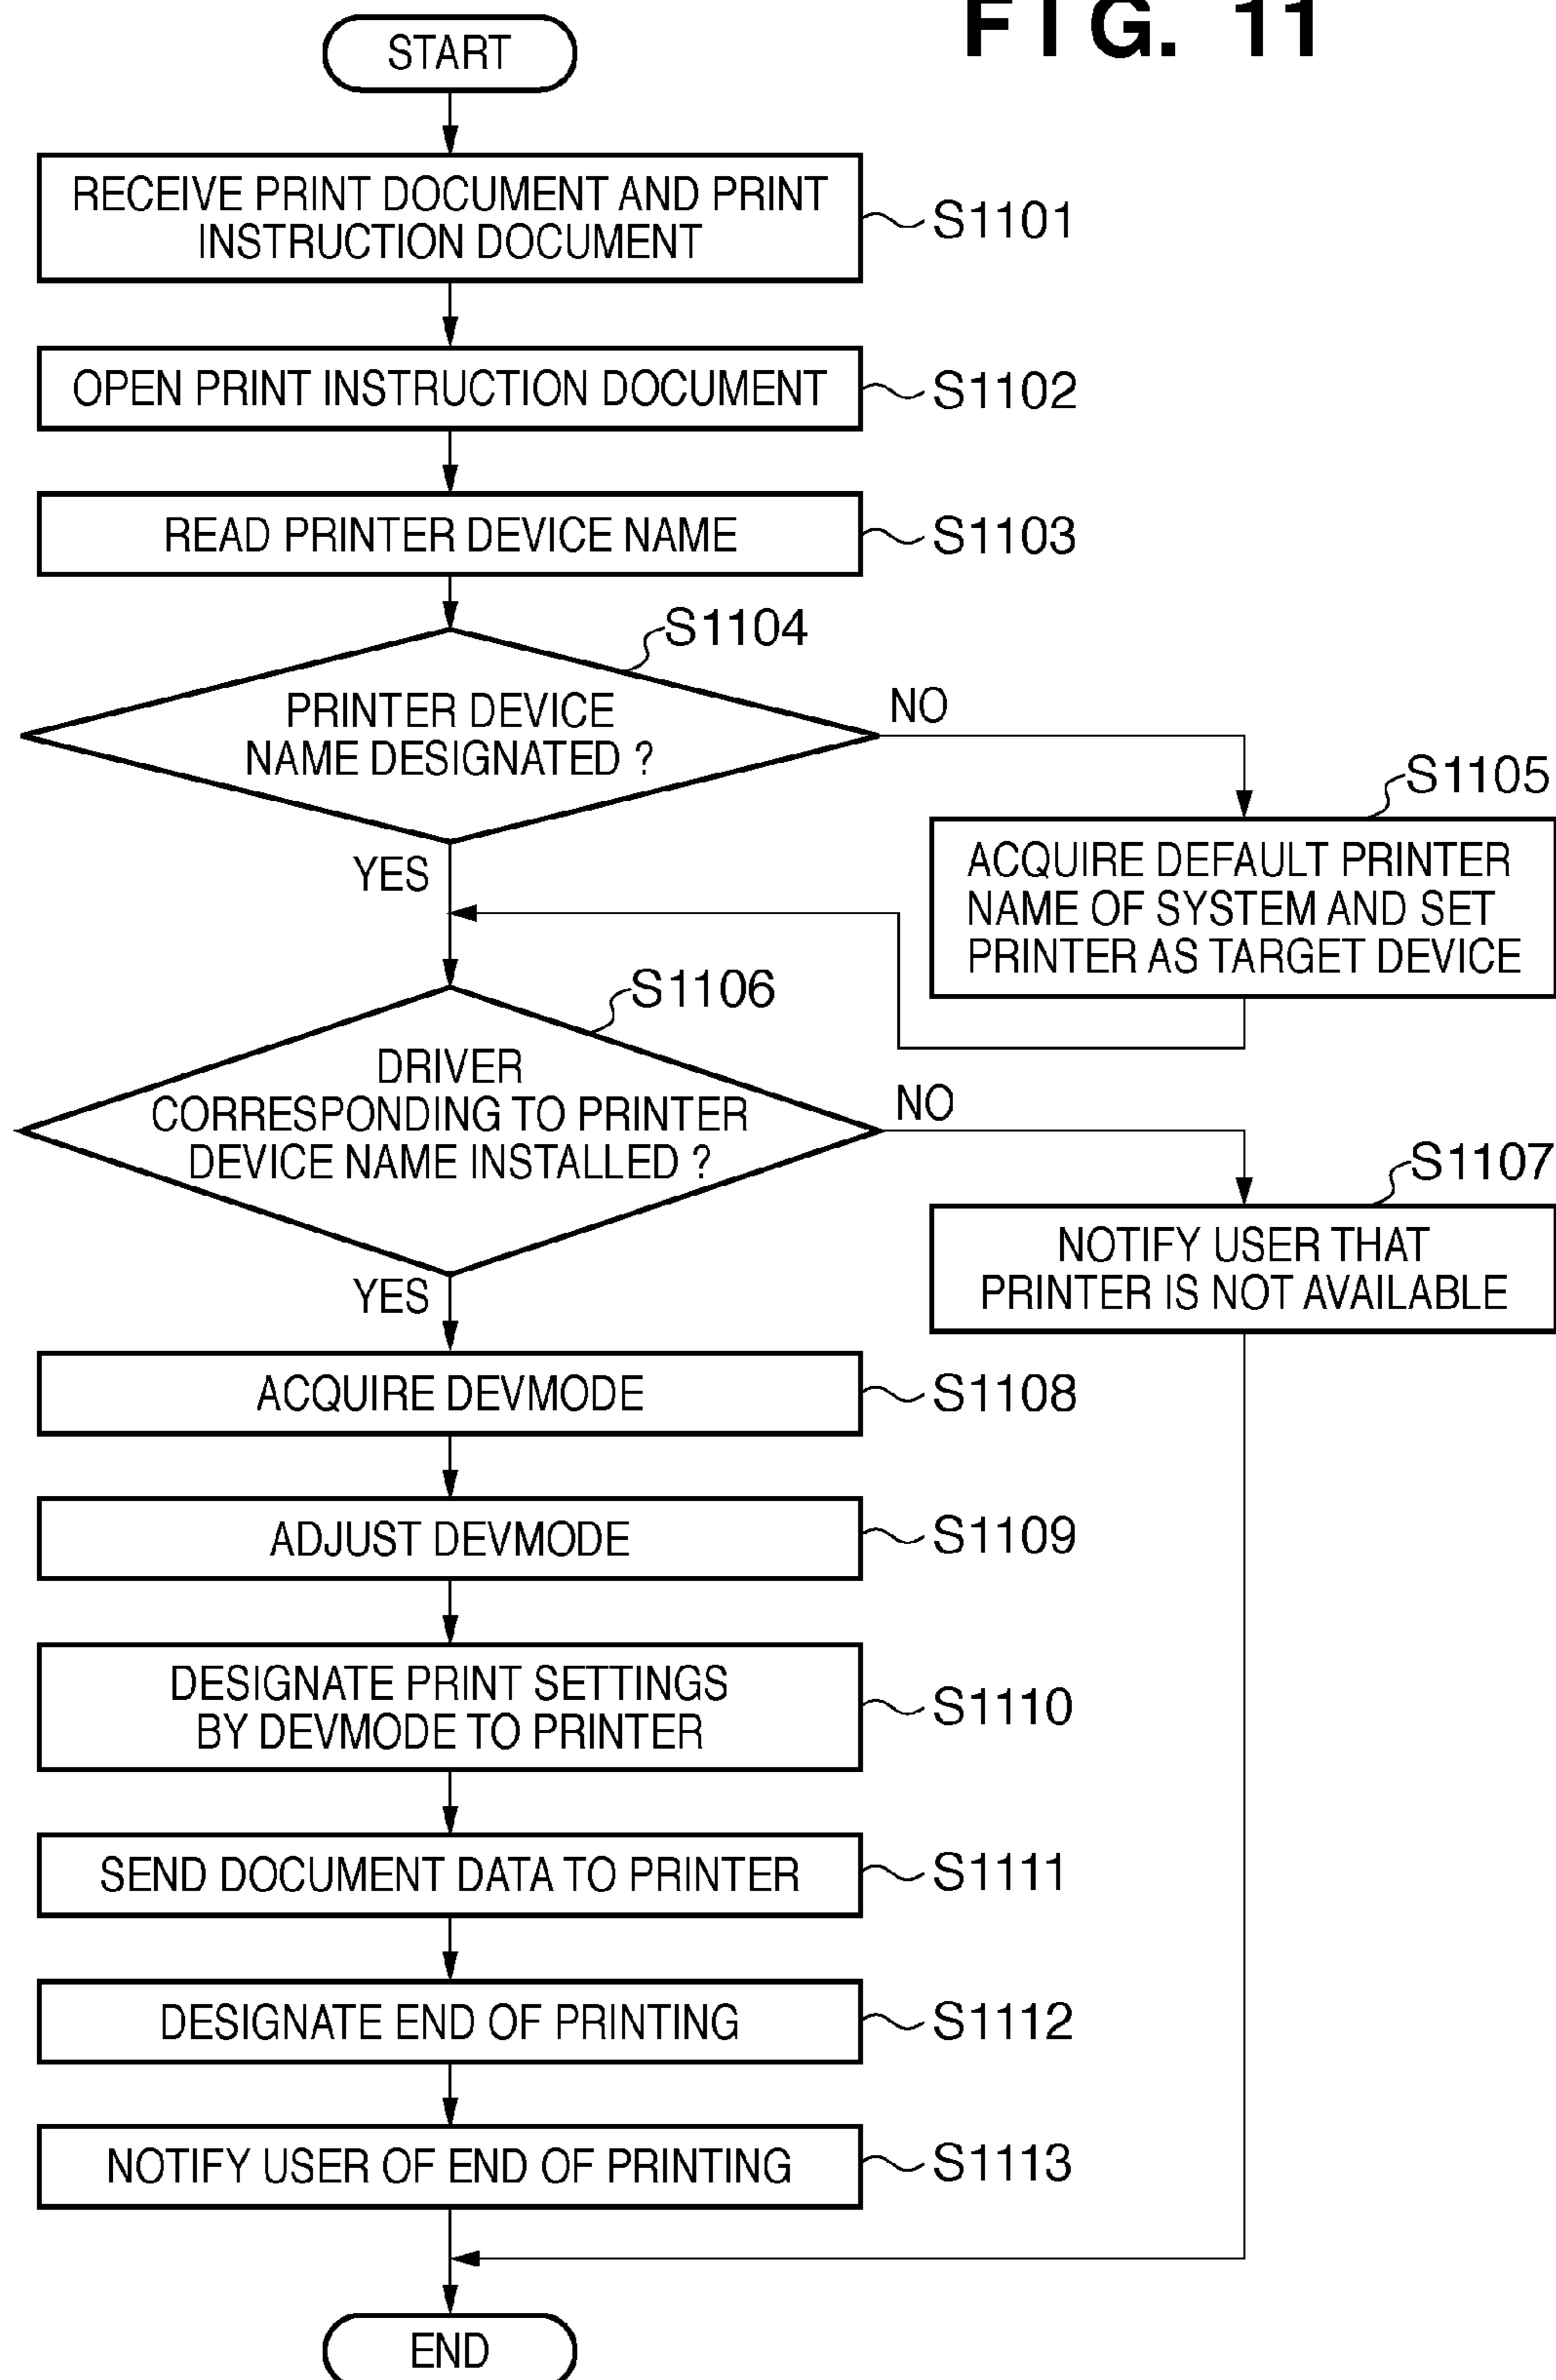 FIG. 11
START
RECEIVE PRINT DOCUMENT AND PRINT
INSTRUCTION DOCUMENT
S1101
OPEN PRINT INSTRUCTION DOCUMENT
S1102
READ PRINTER DEVICE NAME
S1103
S1104
PRINTER DEVICE
NAME DESIGNATED ?
NO
YES
S1105
ACQUIRE DEFAULT PRINTER
NAME OF SYSTEM AND SET
PRINTER AS TARGET DEVICE
S1106
DRIVER
CORRESPONDING TO PRINTER
DEVICE NAME INSTALLED ?
NO
YES
S1107
NOTIFY USER THAT
PRINTER IS NOT AVAILABLE
ACQUIRE DEVMODE
S1108
ADJUST DEVMODE
S1109
DESIGNATE PRINT SETTINGS
BY DEVMODE TO PRINTER
S1110
SEND DOCUMENT DATA TO PRINTER
S1111
DESIGNATE END OF PRINTING
S1112
NOTIFY USER OF END OF PRINTING
S1113
END